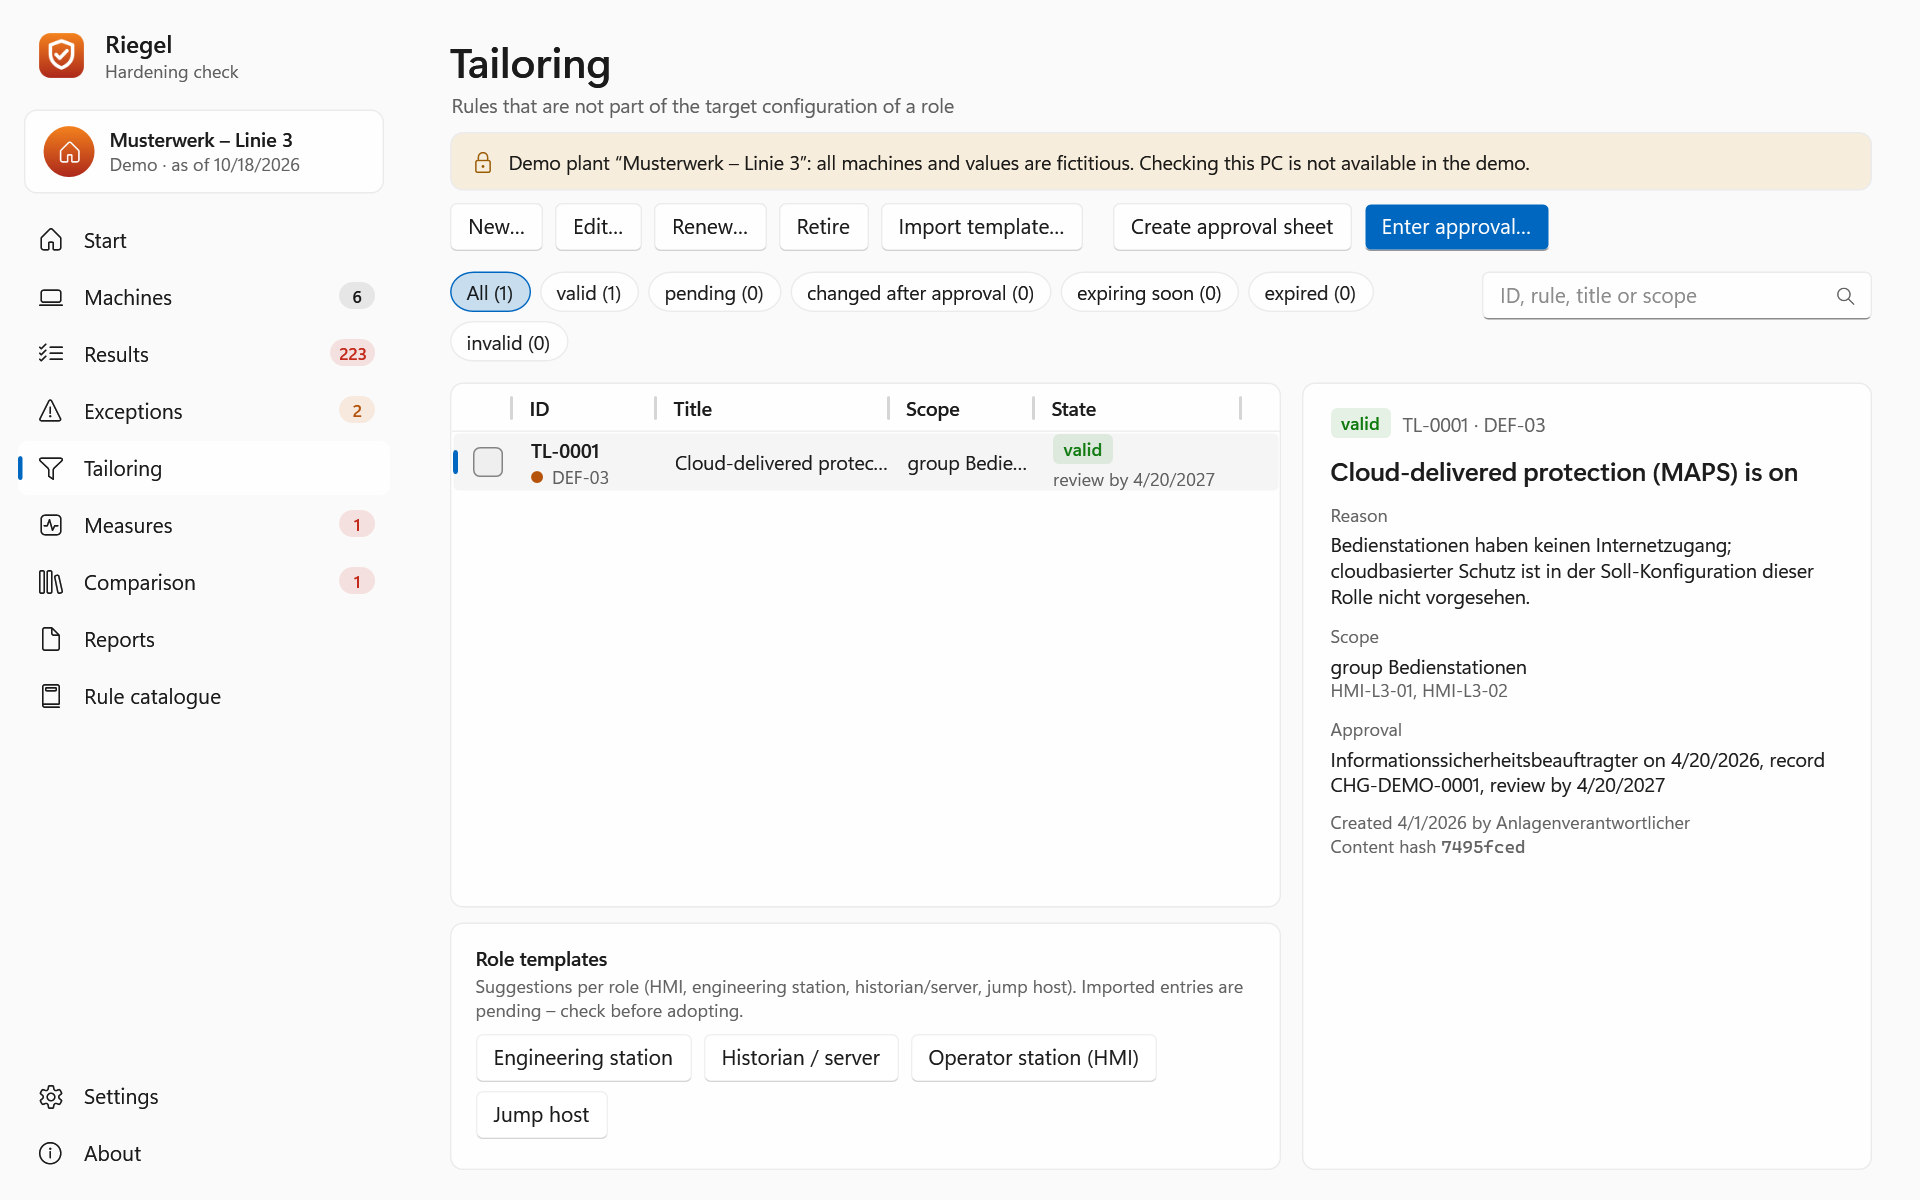 Riegel
Hardening check
Musterwerk – Linie 3
Demo · as of 10/18/2026
Start
Machines 6
Results 223
Exceptions 2
Tailoring
Measures 1
Comparison 1
Reports
Rule catalogue
Settings
About
Tailoring
Rules that are not part of the target configuration of a role
Demo plant “Musterwerk – Linie 3”: all machines and values are fictitious. Checking this PC is not available in the demo.
New... Edit... Renew... Retire Import template... Create approval sheet Enter approval...
All (1) valid (1) pending (0) changed after approval (0) expiring soon (0) expired (0)
invalid (0)
ID, rule, title or scope
ID Title Scope State
TL-0001
DEF-03
Cloud-delivered protec...
group Bedie...
valid
review by 4/20/2027
Role templates
Suggestions per role (HMI, engineering station, historian/server, jump host). Imported entries are
pending – check before adopting.
Engineering station Historian / server Operator station (HMI)
Jump host
valid TL-0001 · DEF-03
Cloud-delivered protection (MAPS) is on
Reason
Bedienstationen haben keinen Internetzugang;
cloudbasierter Schutz ist in der Soll-Konfiguration dieser
Rolle nicht vorgesehen.
Scope
group Bedienstationen
HMI-L3-01, HMI-L3-02
Approval
Informationssicherheitsbeauftragter on 4/20/2026, record
CHG-DEMO-0001, review by 4/20/2027
Created 4/1/2026 by Anlagenverantwortlicher
Content hash 7495fced